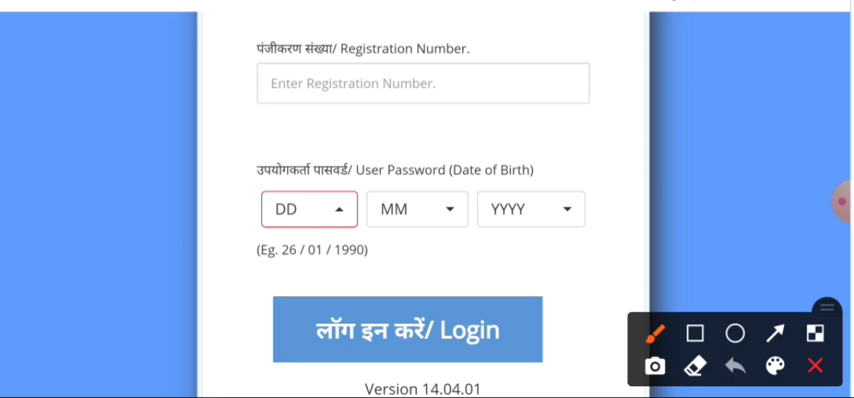 पंजीकरण संख्या/ Registration Number.
Enter Registration Number.
उपयोगकर्ता पासवर्ड/ User Password (Date of Birth)
DD MM YYYY
(Eg. 26 / 01 / 1990)
लॉग इन करें/ Login
Version 14.04.01